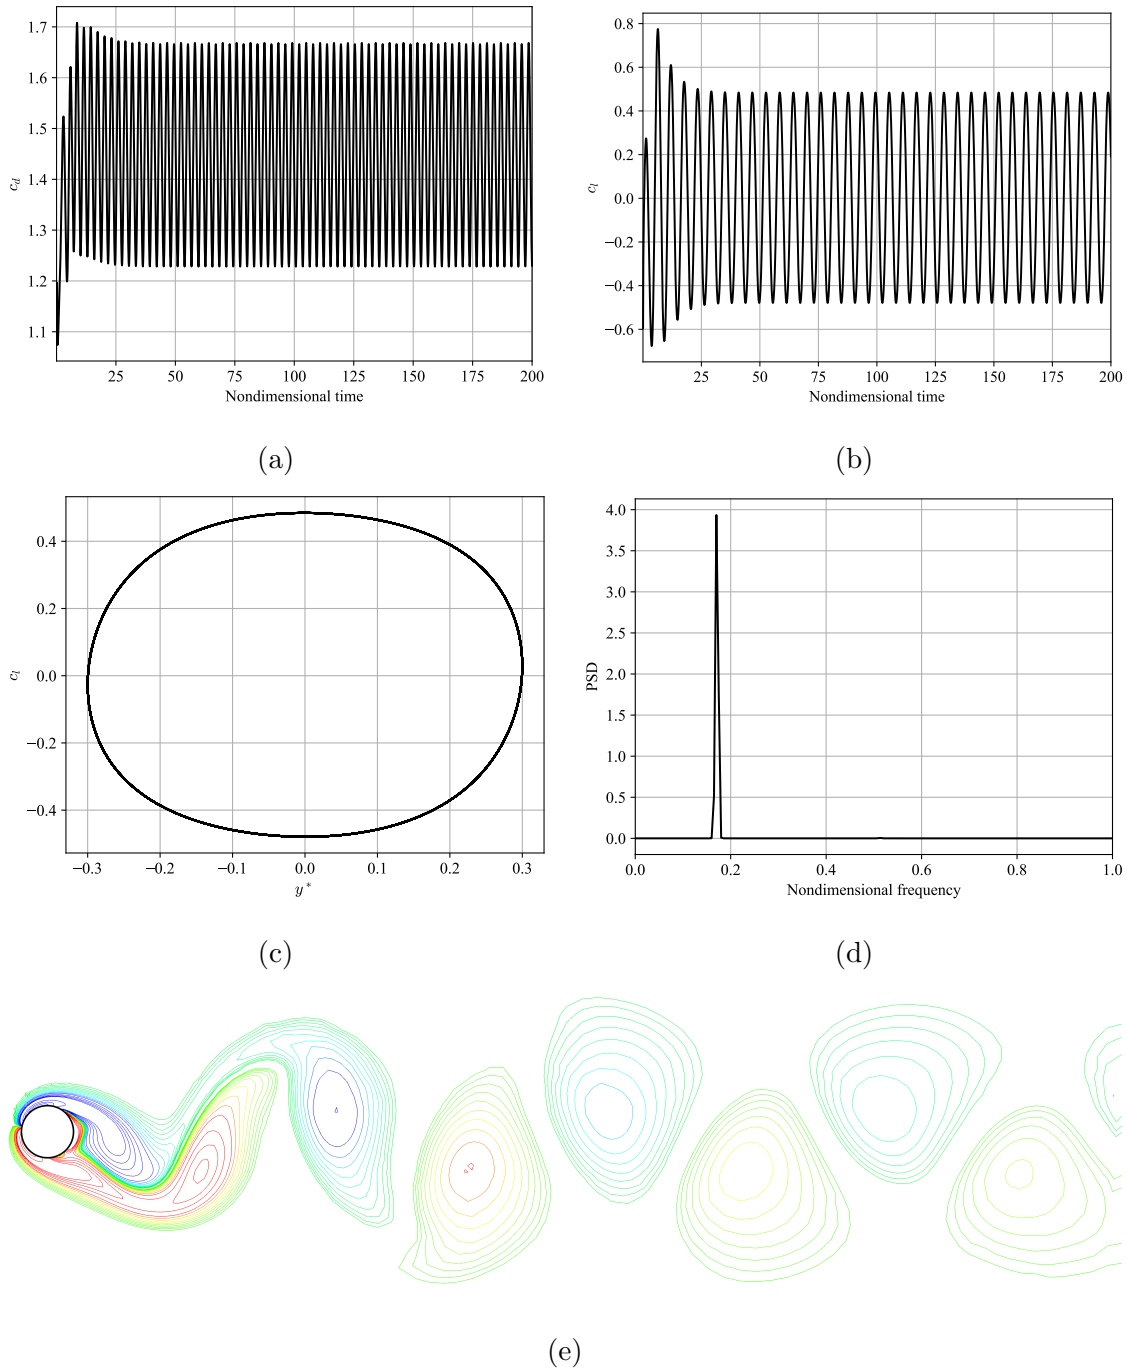 1.7
1.6
1.5
1.4
1.3
1.2
1.1
c_d
25 50 75 100 125 150 175 200
Nondimensional time
(a)
0.8
0.6
0.4
0.2
0.0
−0.2
−0.4
−0.6
c_l
25 50 75 100 125 150 175 200
Nondimensional time
(b)
0.4
0.2
0.0
−0.2
−0.4
c_l
−0.3 −0.2 −0.1 0.0 0.1 0.2 0.3
y*
(c)
4.0
3.5
3.0
2.5
2.0
1.5
1.0
0.5
0.0
PSD
0.0 0.2 0.4 0.6 0.8 1.0
Nondimensional frequency
(d)
(e)